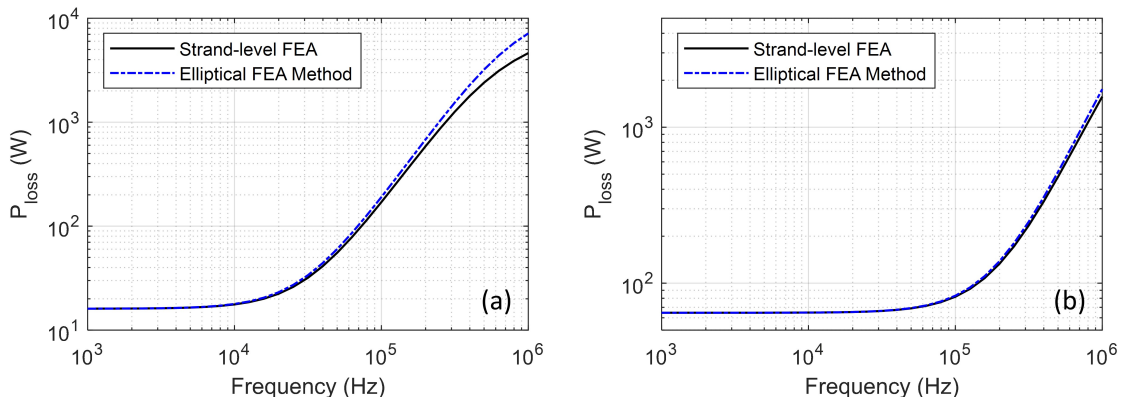 10^4
10^3
10^2
10^1
P_loss (W)
Strand-level FEA
Elliptical FEA Method
(a)
10^3 10^4 10^5 10^6
Frequency (Hz)
10^3
10^2
P_loss (W)
Strand-level FEA
Elliptical FEA Method
(b)
10^3 10^4 10^5 10^6
Frequency (Hz)